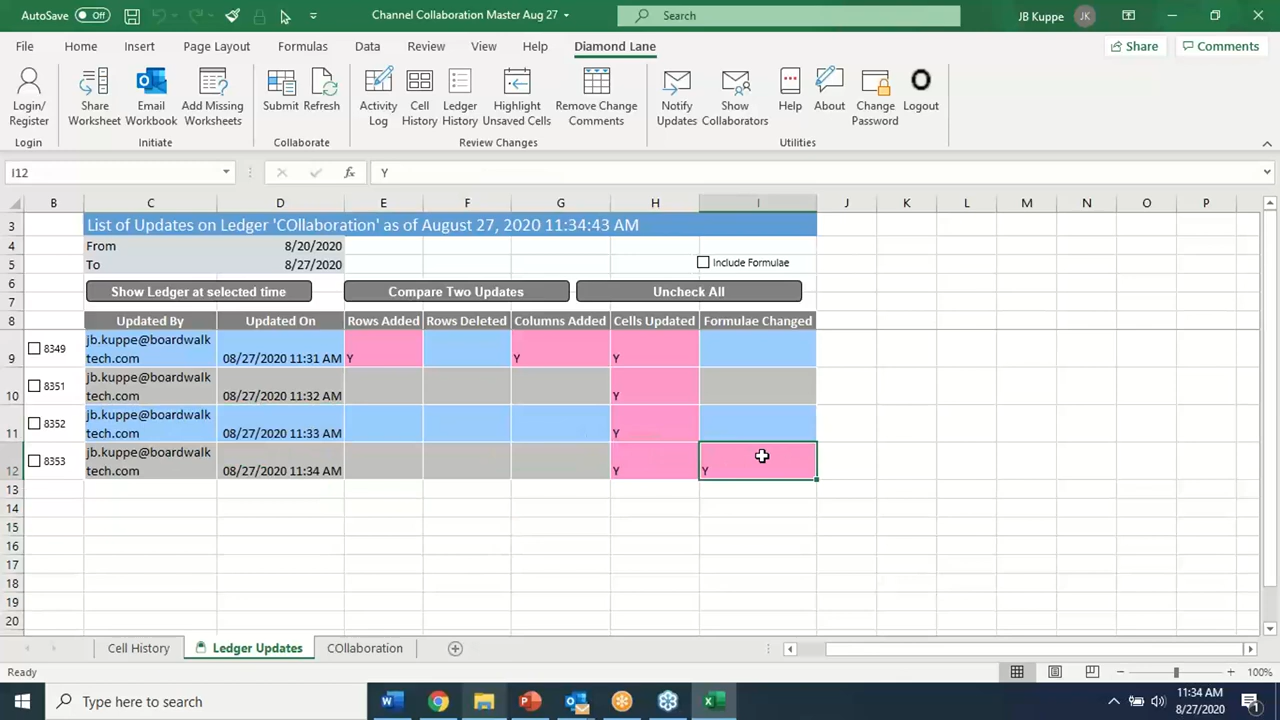 AutoSave Off Channel Collaboration Master Aug 27 Search JB Kuppe JK
File Home Insert Page Layout Formulas Data Review View Help Diamond Lane Share Comments
Login/ Register Share Worksheet Email Workbook Add Missing Worksheets Submit Refresh Activity Log Cell History Ledger History Highlight Unsaved Cells Remove Change Comments Notify Updates Show Collaborators Help About Change Password Logout
Login Initiate Collaborate Review Changes Utilities
I12 fx Y
B C D E F G H I J K L M N O P
3 List of Updates on Ledger 'COllaboration' as of August 27, 2020 11:34:43 AM
4 From 8/20/2020
5 To 8/27/2020 Include Formulae
6 Show Ledger at selected time Compare Two Updates Uncheck All
7
8 Updated By Updated On Rows Added Rows Deleted Columns Added Cells Updated Formulae Changed
8349 jb.kuppe@boardwalk
9 tech.com 08/27/2020 11:31 AM Y Y Y
8351 jb.kuppe@boardwalk
10 tech.com 08/27/2020 11:32 AM Y
8352 jb.kuppe@boardwalk
11 tech.com 08/27/2020 11:33 AM Y
8353 jb.kuppe@boardwalk
12 tech.com 08/27/2020 11:34 AM Y Y
13
14
15
16
17
18
19
20
Cell History Ledger Updates COllaboration
Ready 100%
Type here to search 11:34 AM
8/27/2020 1